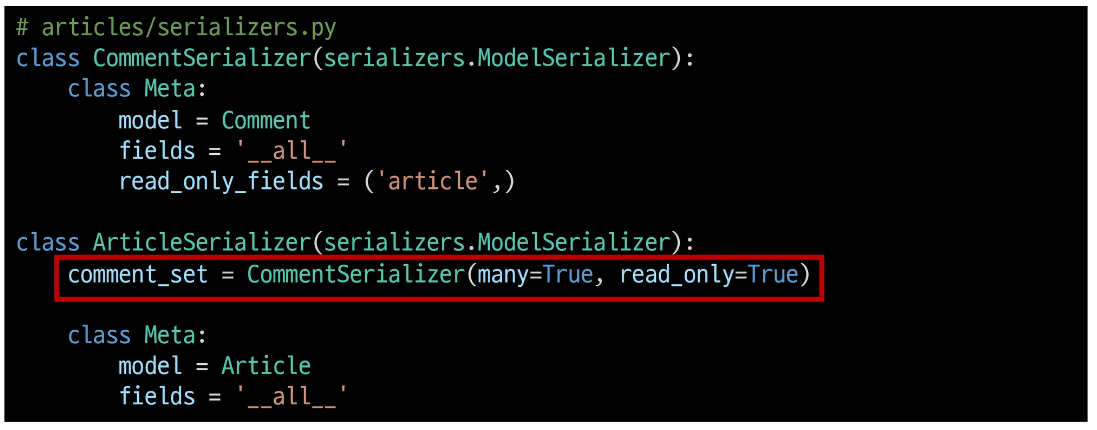 # articles/serializers.py
class CommentSerializer(serializers.ModelSerializer):
    class Meta:
        model = Comment
        fields = '__all__'
        read_only_fields = ('article',)

class ArticleSerializer(serializers.ModelSerializer):
    comment_set = CommentSerializer(many=True, read_only=True)

    class Meta:
        model = Article
        fields = '__all__'